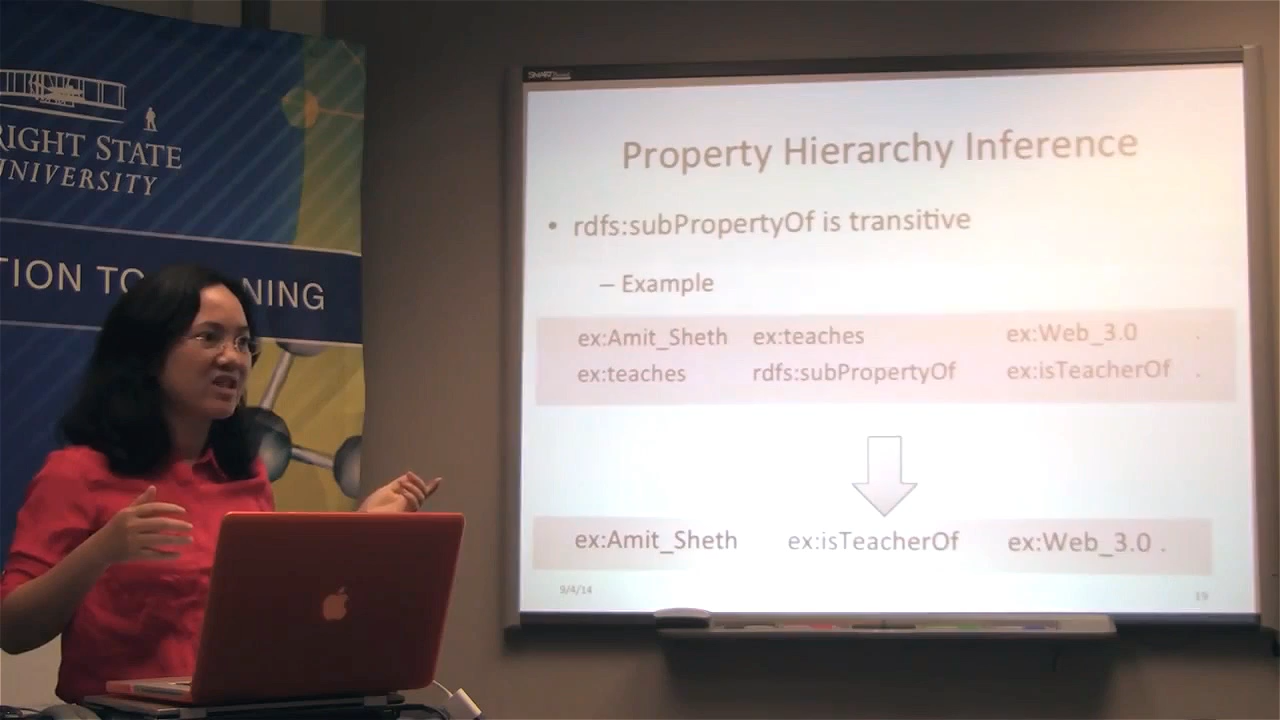 RIGHT STATE
UNIVERSITY
TION TO
NING
SMART
Property Hierarchy Inference
• rdfs:subPropertyOf is transitive
– Example
ex:Amit_Sheth ex:teaches ex:Web_3.0 .
ex:teaches rdfs:subPropertyOf ex:isTeacherOf .
ex:Amit_Sheth ex:isTeacherOf ex:Web_3.0 .
9/4/14
19